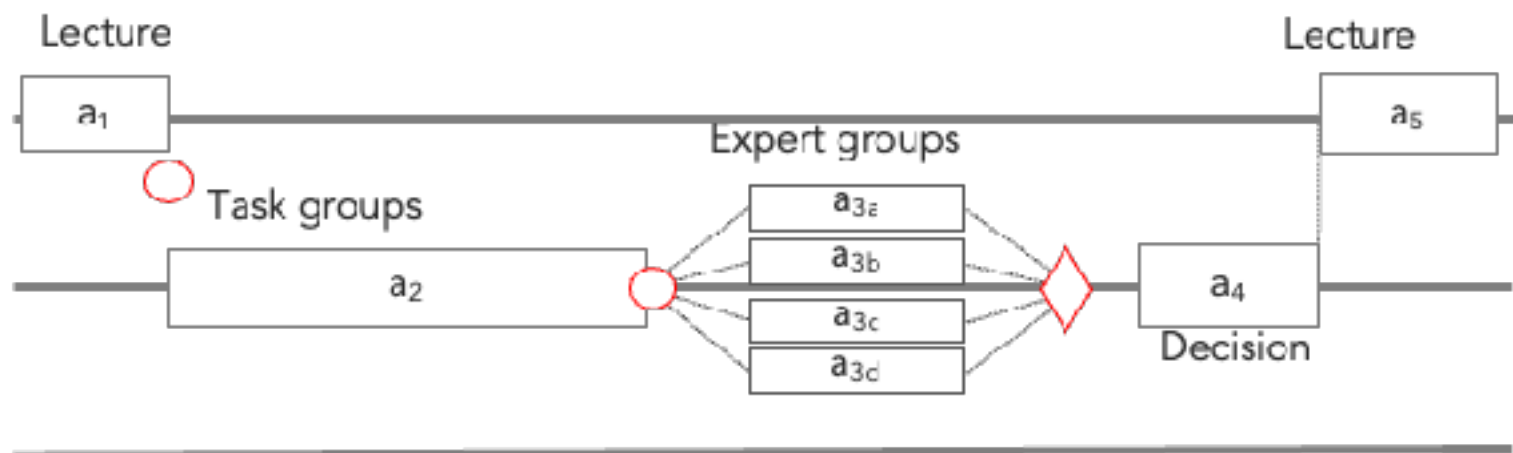 Lecture
Lecture
a₁
a₅
Expert groups
Task groups
a₃ₐ
a₂
a₃b
a₄
a₃c
Decision
a₃d